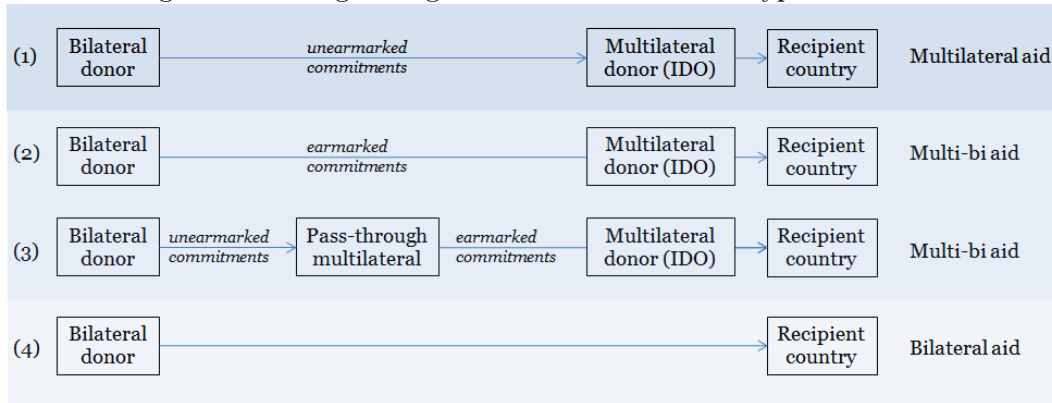 (1)
Bilateral
donor
unearmarked
commitments
Multilateral
donor (IDO)
Recipient
country
Multilateral aid
(2)
Bilateral
donor
earmarked
commitments
Multilateral
donor (IDO)
Recipient
country
Multi-bi aid
(3)
Bilateral
donor
unearmarked
commitments
Pass-through
multilateral
earmarked
commitments
Multilateral
donor (IDO)
Recipient
country
Multi-bi aid
(4)
Bilateral
donor
Recipient
country
Bilateral aid